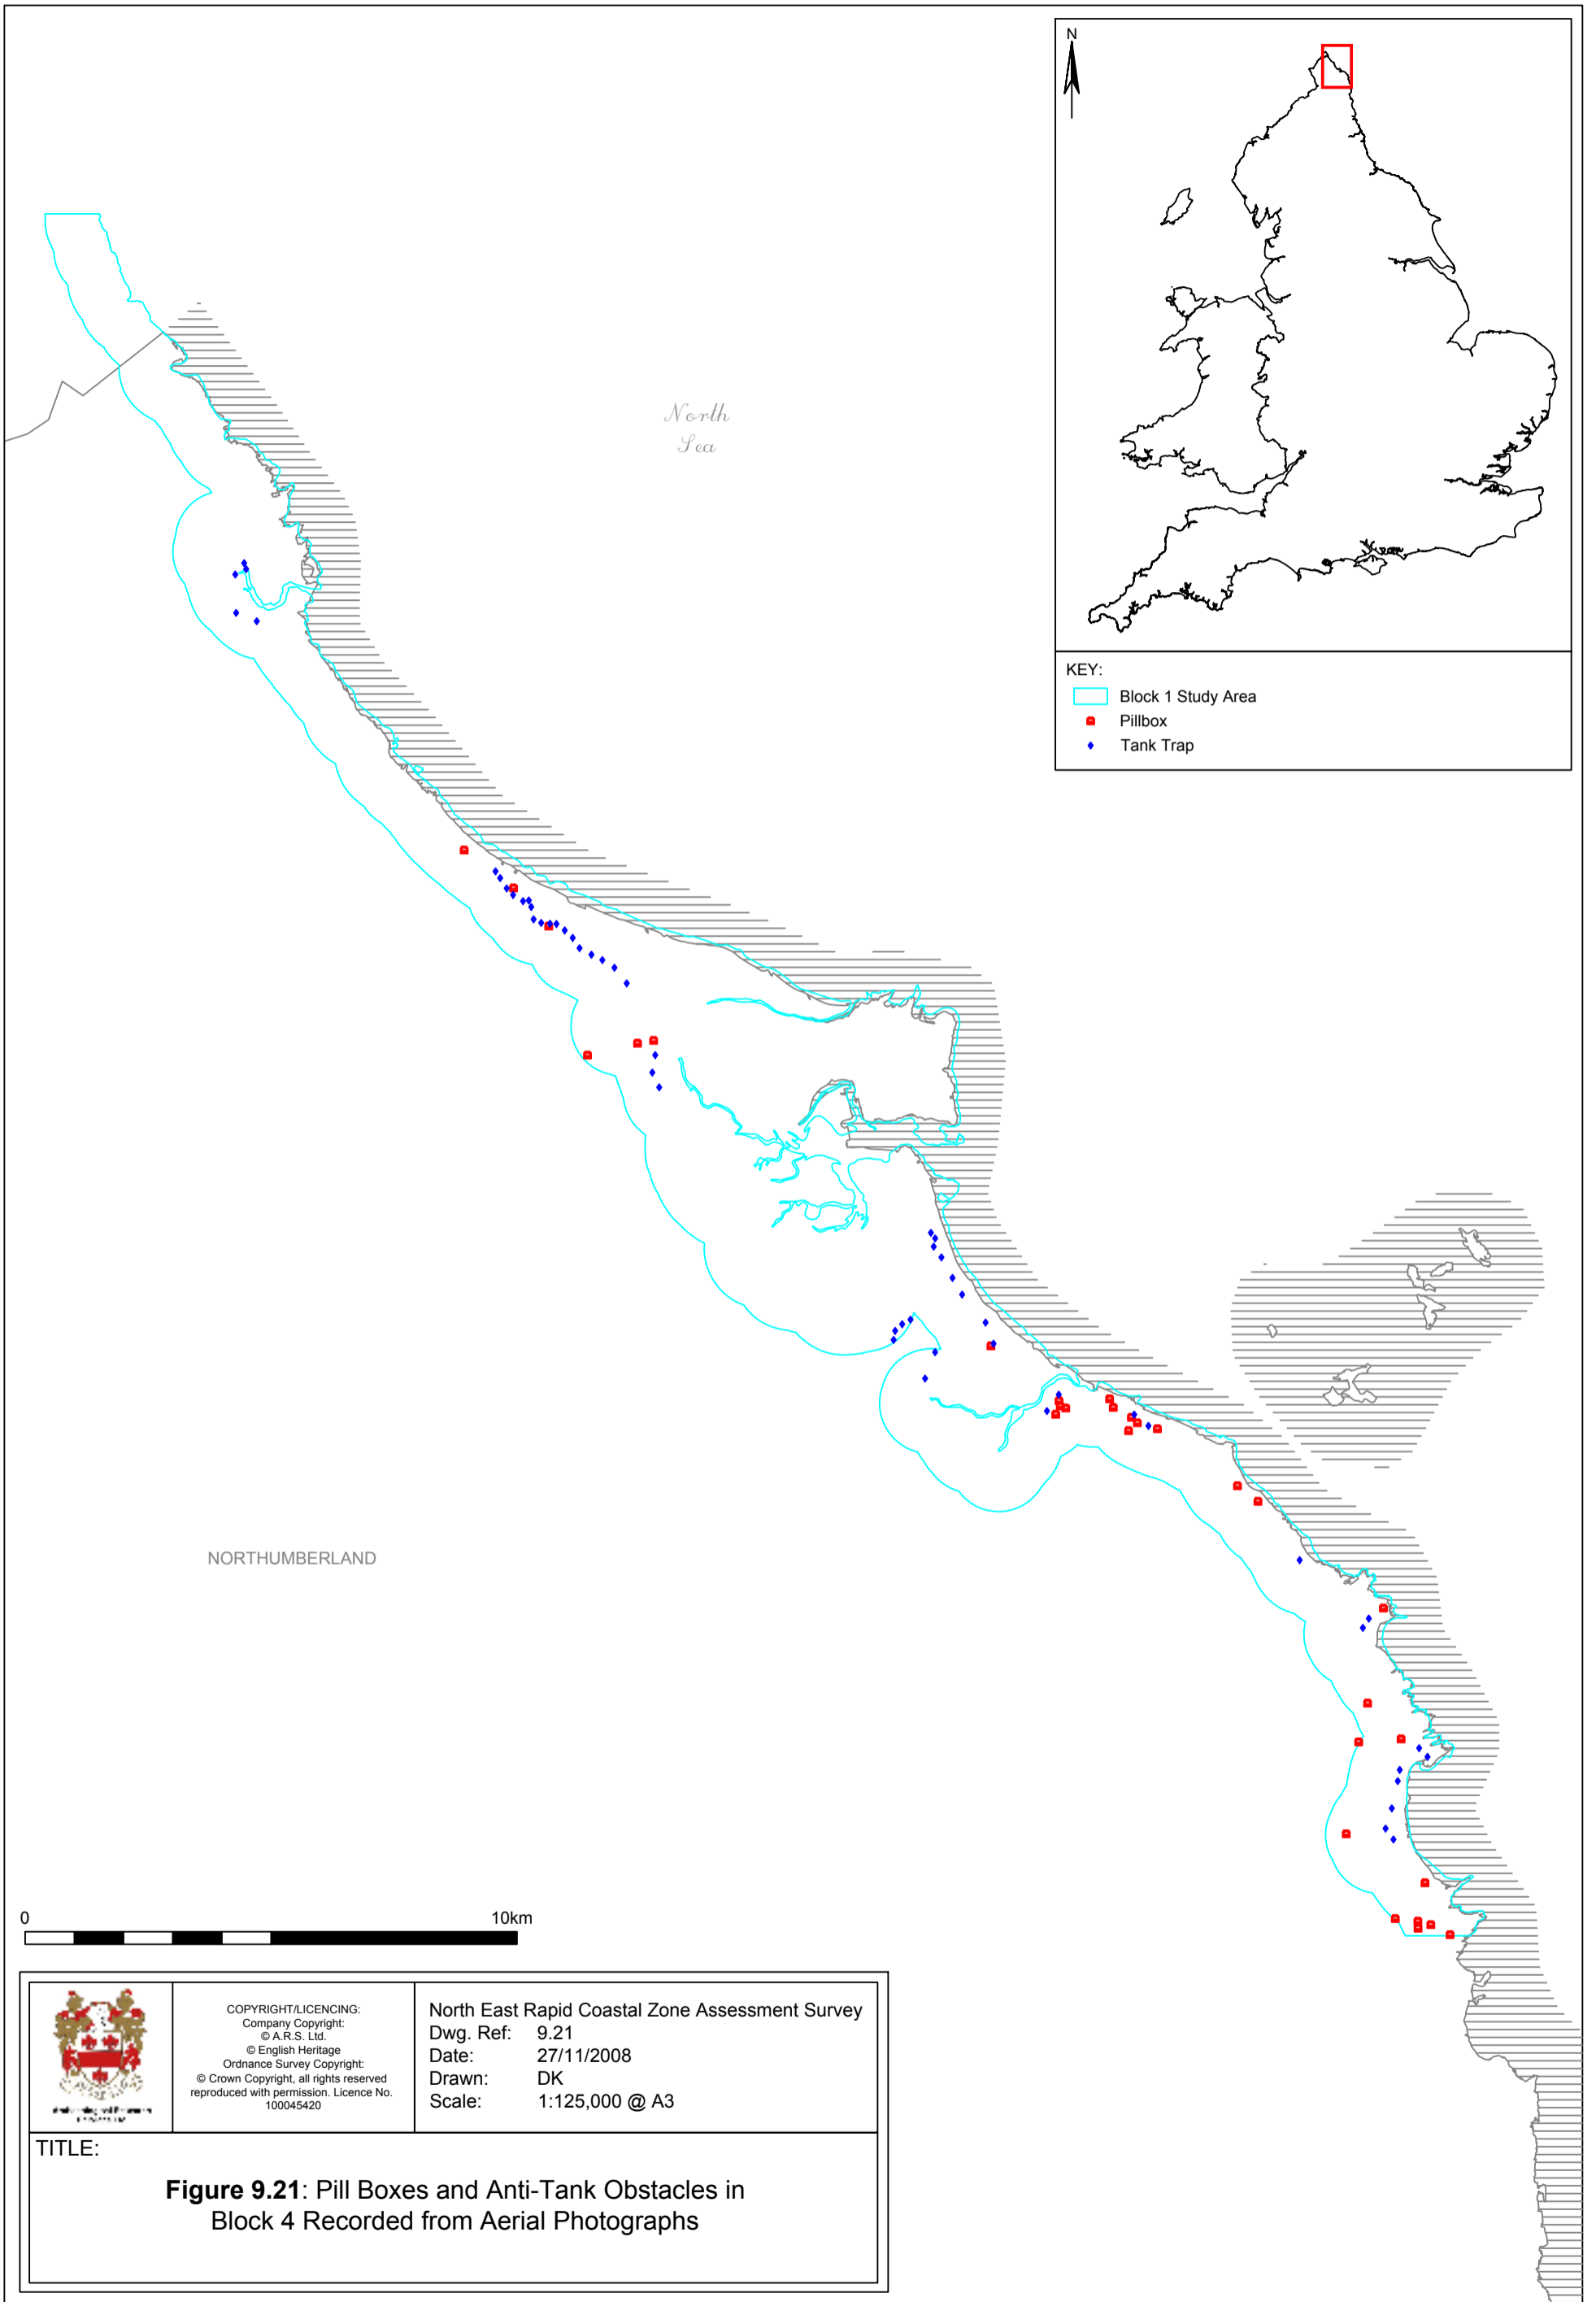 N
North
Sea
KEY:
Block 1 Study Area
Pillbox
Tank Trap
NORTHUMBERLAND
0 10km
COPYRIGHT/LICENCING:
Company Copyright:
© A.R.S. Ltd.
© English Heritage
Ordnance Survey Copyright:
© Crown Copyright, all rights reserved
reproduced with permission. Licence No.
100045420
North East Rapid Coastal Zone Assessment Survey
Dwg. Ref: 9.21
Date: 27/11/2008
Drawn: DK
Scale: 1:125,000 @ A3
TITLE:
Figure 9.21: Pill Boxes and Anti-Tank Obstacles in
Block 4 Recorded from Aerial Photographs